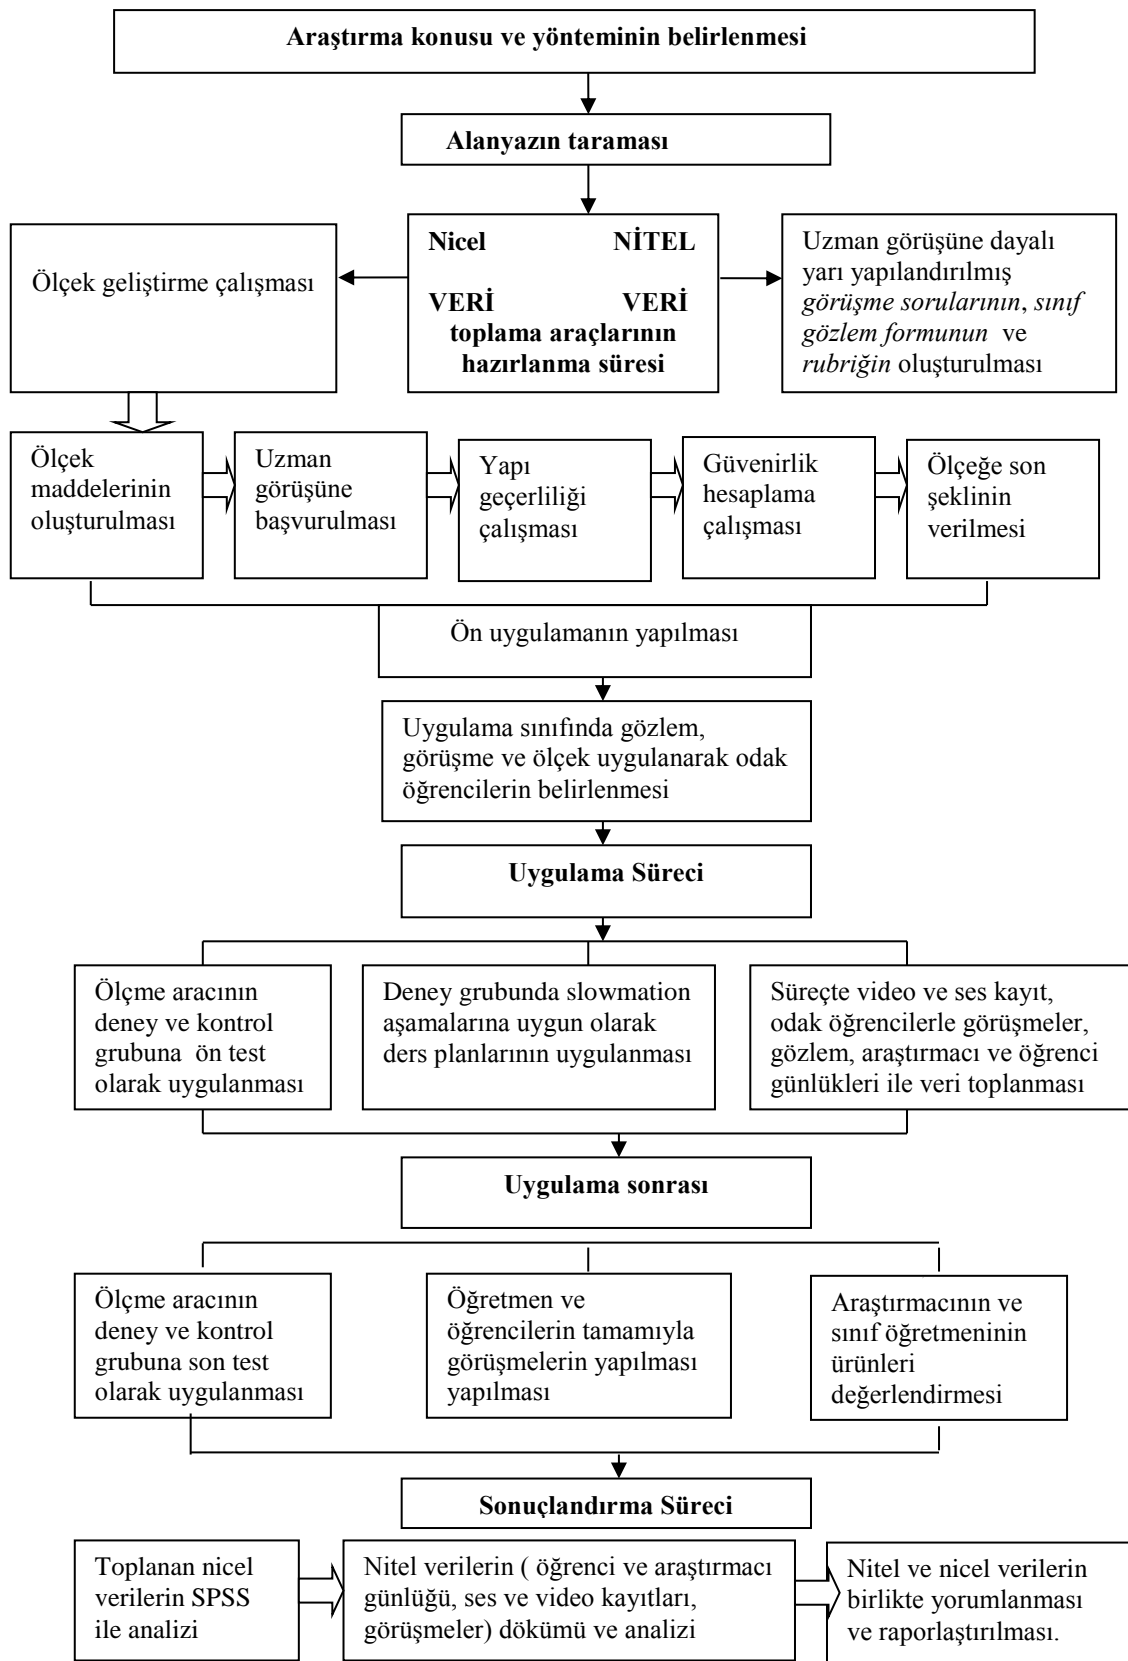 Araştırma konusu ve yönteminin belirlenmesi
Alanyazın taraması
Ölçek geliştirme çalışması
Nicel NİTEL
VERİ VERİ
toplama araçlarının
hazırlanma süresi
Uzman görüşüne dayalı
yarı yapılandırılmış
görüşme sorularının, sınıf
gözlem formunun ve
rubriğin oluşturulması
Ölçek
maddelerinin
oluşturulması
Uzman
görüşüne
başvurulması
Yapı
geçerliliği
çalışması
Güvenirlik
hesaplama
çalışması
Ölçeğe son
şeklinin
verilmesi
Ön uygulamanın yapılması
Uygulama sınıfında gözlem,
görüşme ve ölçek uygulanarak odak
öğrencilerin belirlenmesi
Uygulama Süreci
Ölçme aracının
deney ve kontrol
grubuna ön test
olarak uygulanması
Deney grubunda slowmation
aşamalarına uygun olarak
ders planlarının uygulanması
Süreçte video ve ses kayıt,
odak öğrencilerle görüşmeler,
gözlem, araştırmacı ve öğrenci
günlükleri ile veri toplanması
Uygulama sonrası
Ölçme aracının
deney ve kontrol
grubuna son test
olarak uygulanması
Öğretmen ve
öğrencilerin tamamıyla
görüşmelerin yapılması
yapılması
Araştırmacının ve
sınıf öğretmeninin
ürünleri
değerlendirmesi
Sonuçlandırma Süreci
Toplanan nicel
verilerin SPSS
ile analizi
Nitel verilerin ( öğrenci ve araştırmacı
günlüğü, ses ve video kayıtları,
görüşmeler) dökümü ve analizi
Nitel ve nicel verilerin
birlikte yorumlanması
ve raporlaştırılması.